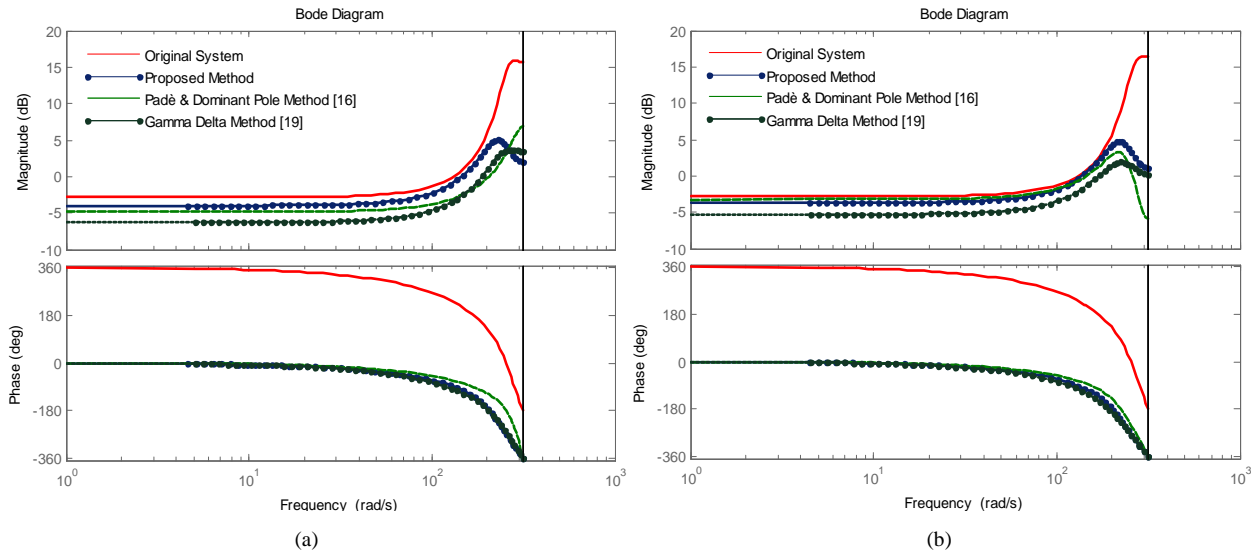 Bode Diagram
20
15
10
5
0
-5
-10
Magnitude (dB)
Original System
Proposed Method
Padè & Dominant Pole Method [16]
Gamma Delta Method [19]
360
180
0
-180
-360
Phase (deg)
10^0
10^1
10^2
10^3
Frequency (rad/s)
(a)
Bode Diagram
20
15
10
5
0
-5
-10
Magnitude (dB)
Original System
Proposed Method
Padè & Dominant Pole Method [16]
Gamma Delta Method [19]
360
180
0
-180
-360
Phase (deg)
10^0
10^1
10^2
10^3
Frequency (rad/s)
(b)